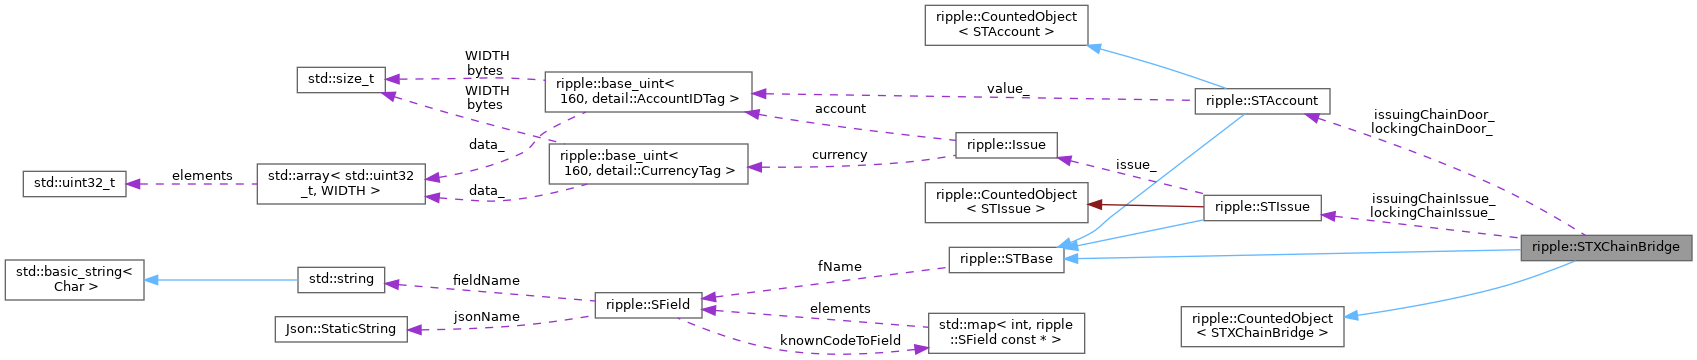 ripple::CountedObject
< STAccount >
WIDTH
bytes
std::size_t
ripple::base_uint<
160, detail::AccountIDTag >
value_
ripple::STAccount
WIDTH
bytes
account
issuingChainDoor_
lockingChainDoor_
data_
ripple::Issue
ripple::base_uint<
160, detail::CurrencyTag >
currency
issue_
std::uint32_t
elements
std::array< std::uint32
_t, WIDTH >
data_
ripple::CountedObject
< STIssue >
ripple::STIssue
issuingChainIssue_
lockingChainIssue_
ripple::STXChainBridge
ripple::STBase
fName
std::basic_string<
Char >
std::string
fieldName
ripple::SField
elements
jsonName
Json::StaticString
std::map< int, ripple
::SField const * >
knownCodeToField
ripple::CountedObject
< STXChainBridge >